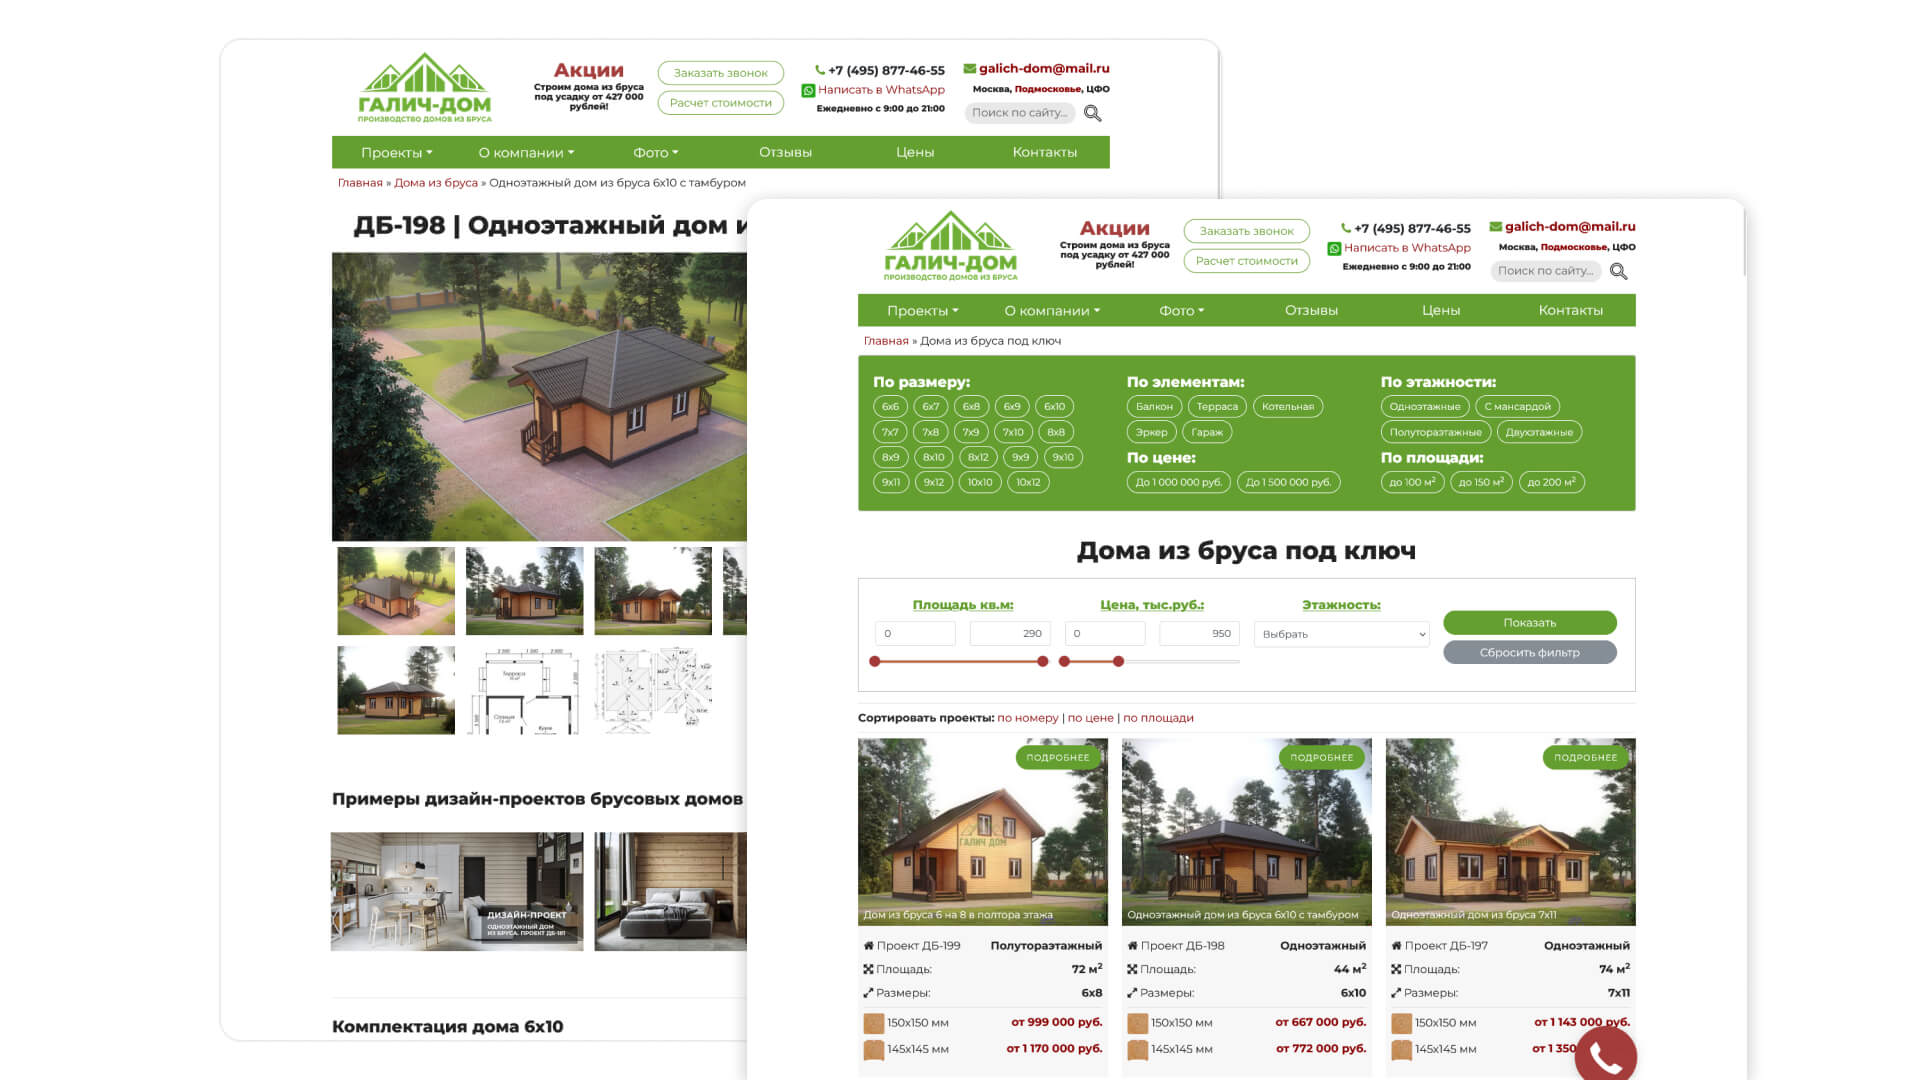 ГАЛИЧ-ДОМ
ПРОИЗВОДСТВО ДОМОВ ИЗ БРУСА
Акции
Строим дома из бруса
под усадку от 427 000
рублей!
Заказать звонок
Расчет стоимости
+7 (495) 877-46-55
Написать в WhatsApp
Ежедневно с 9:00 до 21:00
galich-dom@mail.ru
Москва, Подмосковье, ЦФО
Поиск по сайту...
Проекты О компании Фото Отзывы Цены Контакты
Главная » Дома из бруса » Одноэтажный дом из бруса 6х10 с тамбуром
ДБ-198 | Одноэтажный дом и
Терраса
Спальня
Кухня
Примеры дизайн-проектов брусовых домов
ДИЗАЙН-ПРОЕКТ
ОДНОЭТАЖНЫЙ ДОМ
ИЗ БРУСА. ПРОЕКТ ДБ-181
Комплектация дома 6х10
ГАЛИЧ-ДОМ
ПРОИЗВОДСТВО ДОМОВ ИЗ БРУСА
Акции
Строим дома из бруса
под усадку от 427 000
рублей!
Заказать звонок
Расчет стоимости
+7 (495) 877-46-55
Написать в WhatsApp
Ежедневно с 9:00 до 21:00
galich-dom@mail.ru
Москва, Подмосковье, ЦФО
Поиск по сайту...
Проекты О компании Фото Отзывы Цены Контакты
Главная » Дома из бруса под ключ
По размеру:
6х6 6х7 6х8 6х9 6х10
7х7 7х8 7х9 7х10 8х8
8х9 8х10 8х12 9х9 9х10
9х11 9х12 10х10 10х12
По элементам:
Балкон Терраса Котельная
Эркер Гараж
По цене:
До 1 000 000 руб. До 1 500 000 руб.
По этажности:
Одноэтажные С мансардой
Полутораэтажные Двухэтажные
По площади:
до 100 м² до 150 м² до 200 м²
Дома из бруса под ключ
Площадь кв.м: Цена, тыс.руб.: Этажность:
0 290 0 950 Выбрать
Показать
Сбросить фильтр
Сортировать проекты: по номеру | по цене | по площади
ПОДРОБНЕЕ
ГАЛИЧ ДОМ
Дом из бруса 6 на 8 в полтора этажа
Проект ДБ-199 Полутораэтажный
Площадь: 72 м²
Размеры: 6х8
150х150 мм от 999 000 руб.
145х145 мм от 1 170 000 руб.
ПОДРОБНЕЕ
Одноэтажный дом из бруса 6х10 с тамбуром
Проект ДБ-198 Одноэтажный
Площадь: 44 м²
Размеры: 6х10
150х150 мм от 667 000 руб.
145х145 мм от 772 000 руб.
ПОДРОБНЕЕ
Одноэтажный дом из бруса 7х11
Проект ДБ-197 Одноэтажный
Площадь: 74 м²
Размеры: 7х11
150х150 мм от 1 143 000 руб.
145х145 мм от 1 350